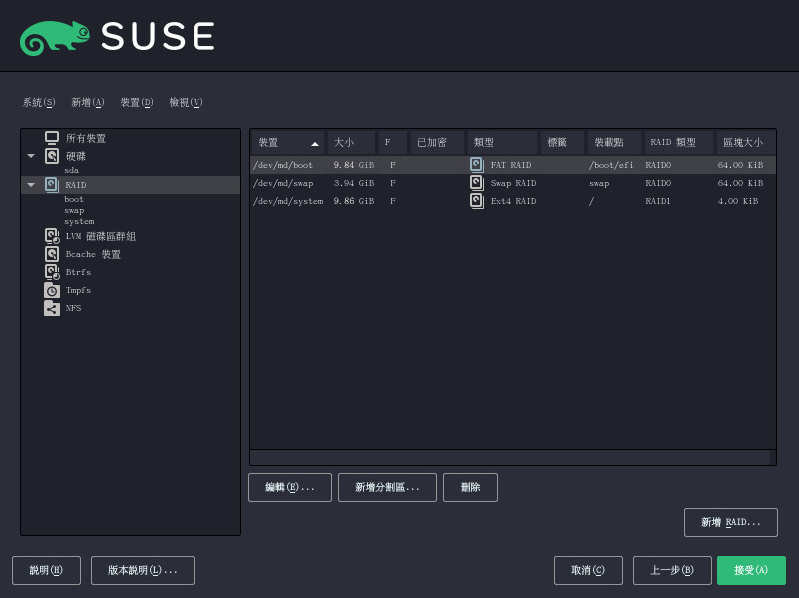 SUSE
系統(S) 新增(A) 裝置(D) 檢視(V)
所有裝置
硬碟
sda
RAID
boot
swap
system
LVM 磁碟區群組
Bcache 裝置
Btrfs
Tmpfs
NFS
裝置 大小 F 已加密 類型 標籤 裝載點 RAID 類型 區塊大小
/dev/md/boot 9.84 GiB F FAT RAID /boot/efi RAID0 64.00 KiB
/dev/md/swap 3.94 GiB F Swap RAID swap RAID0 64.00 KiB
/dev/md/system 9.86 GiB F Ext4 RAID / RAID1 4.00 KiB
編輯(E)... 新增分割區... 刪除
新增 RAID...
說明(H) 版本說明(L)... 取消(C) 上一步(B) 接受(A)